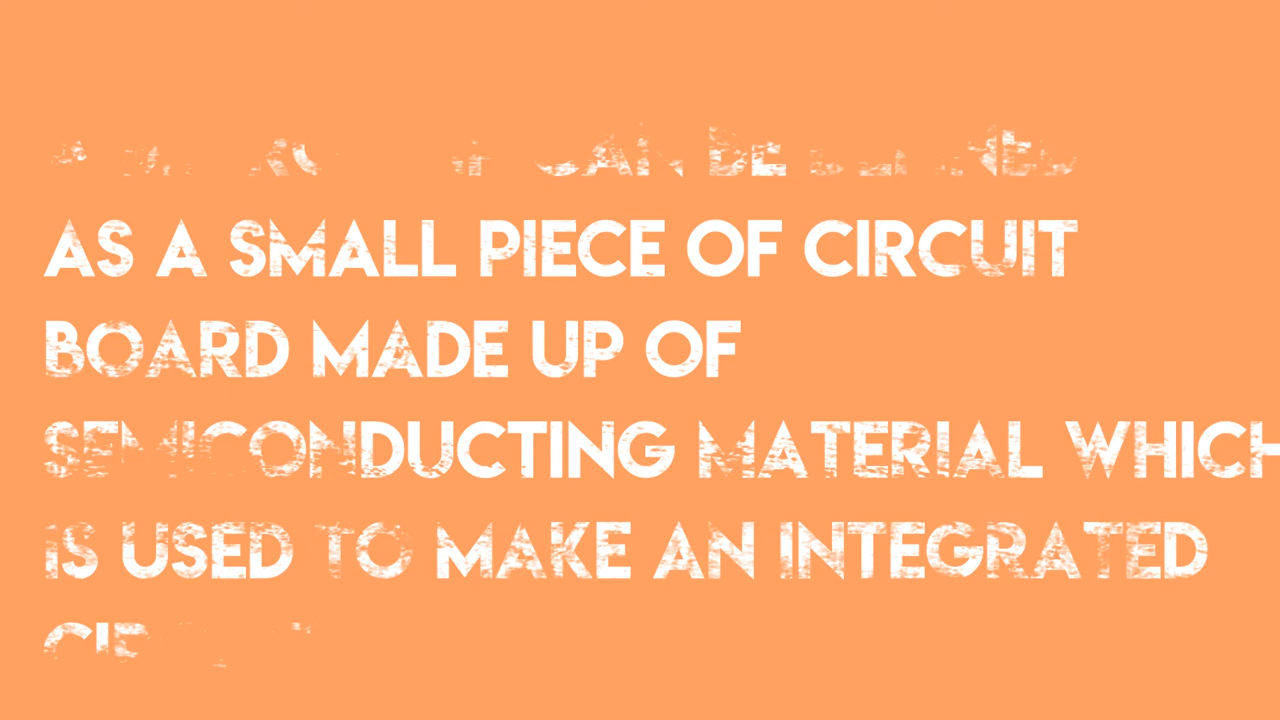 CAN BE DEFINED
AS A SMALL PIECE OF CIRCUIT
BOARD MADE UP OF
SEMICONDUCTING MATERIAL WHICH
IS USED TO MAKE AN INTEGRATED